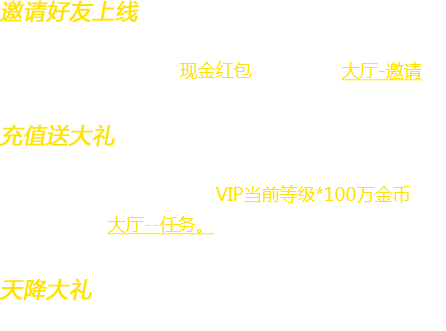 邀请好友上线
现金红包 大厅-邀请
充值送大礼
VIP当前等级*100万金币
大厅--任务。
天降大礼